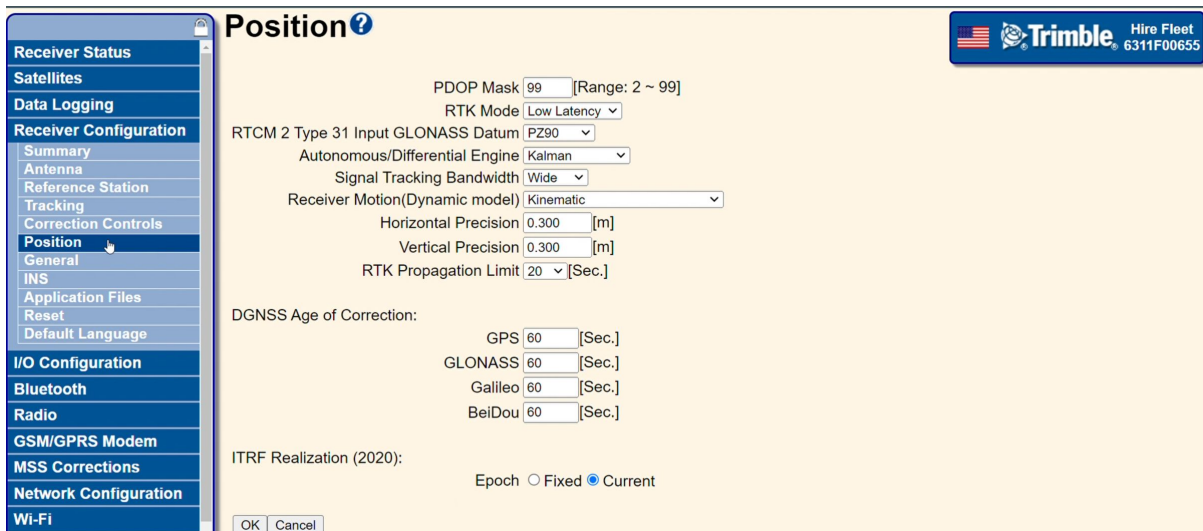 Position
Trimble
Hire Fleet
6311F00655
Receiver Status
Satellites
Data Logging
Receiver Configuration
Summary
Antenna
Reference Station
Tracking
Correction Controls
Position
General
INS
Application Files
Reset
Default Language
I/O Configuration
Bluetooth
Radio
GSM/GPRS Modem
MSS Corrections
Network Configuration
Wi-Fi
PDOP Mask 99 [Range: 2 ~ 99]
RTK Mode Low Latency
RTCM 2 Type 31 Input GLONASS Datum PZ90
Autonomous/Differential Engine Kalman
Signal Tracking Bandwidth Wide
Receiver Motion(Dynamic model) Kinematic
Horizontal Precision 0.300 [m]
Vertical Precision 0.300 [m]
RTK Propagation Limit 20 [Sec.]
DGNSS Age of Correction:
GPS 60 [Sec.]
GLONASS 60 [Sec.]
Galileo 60 [Sec.]
BeiDou 60 [Sec.]
ITRF Realization (2020):
Epoch Fixed Current
OK Cancel